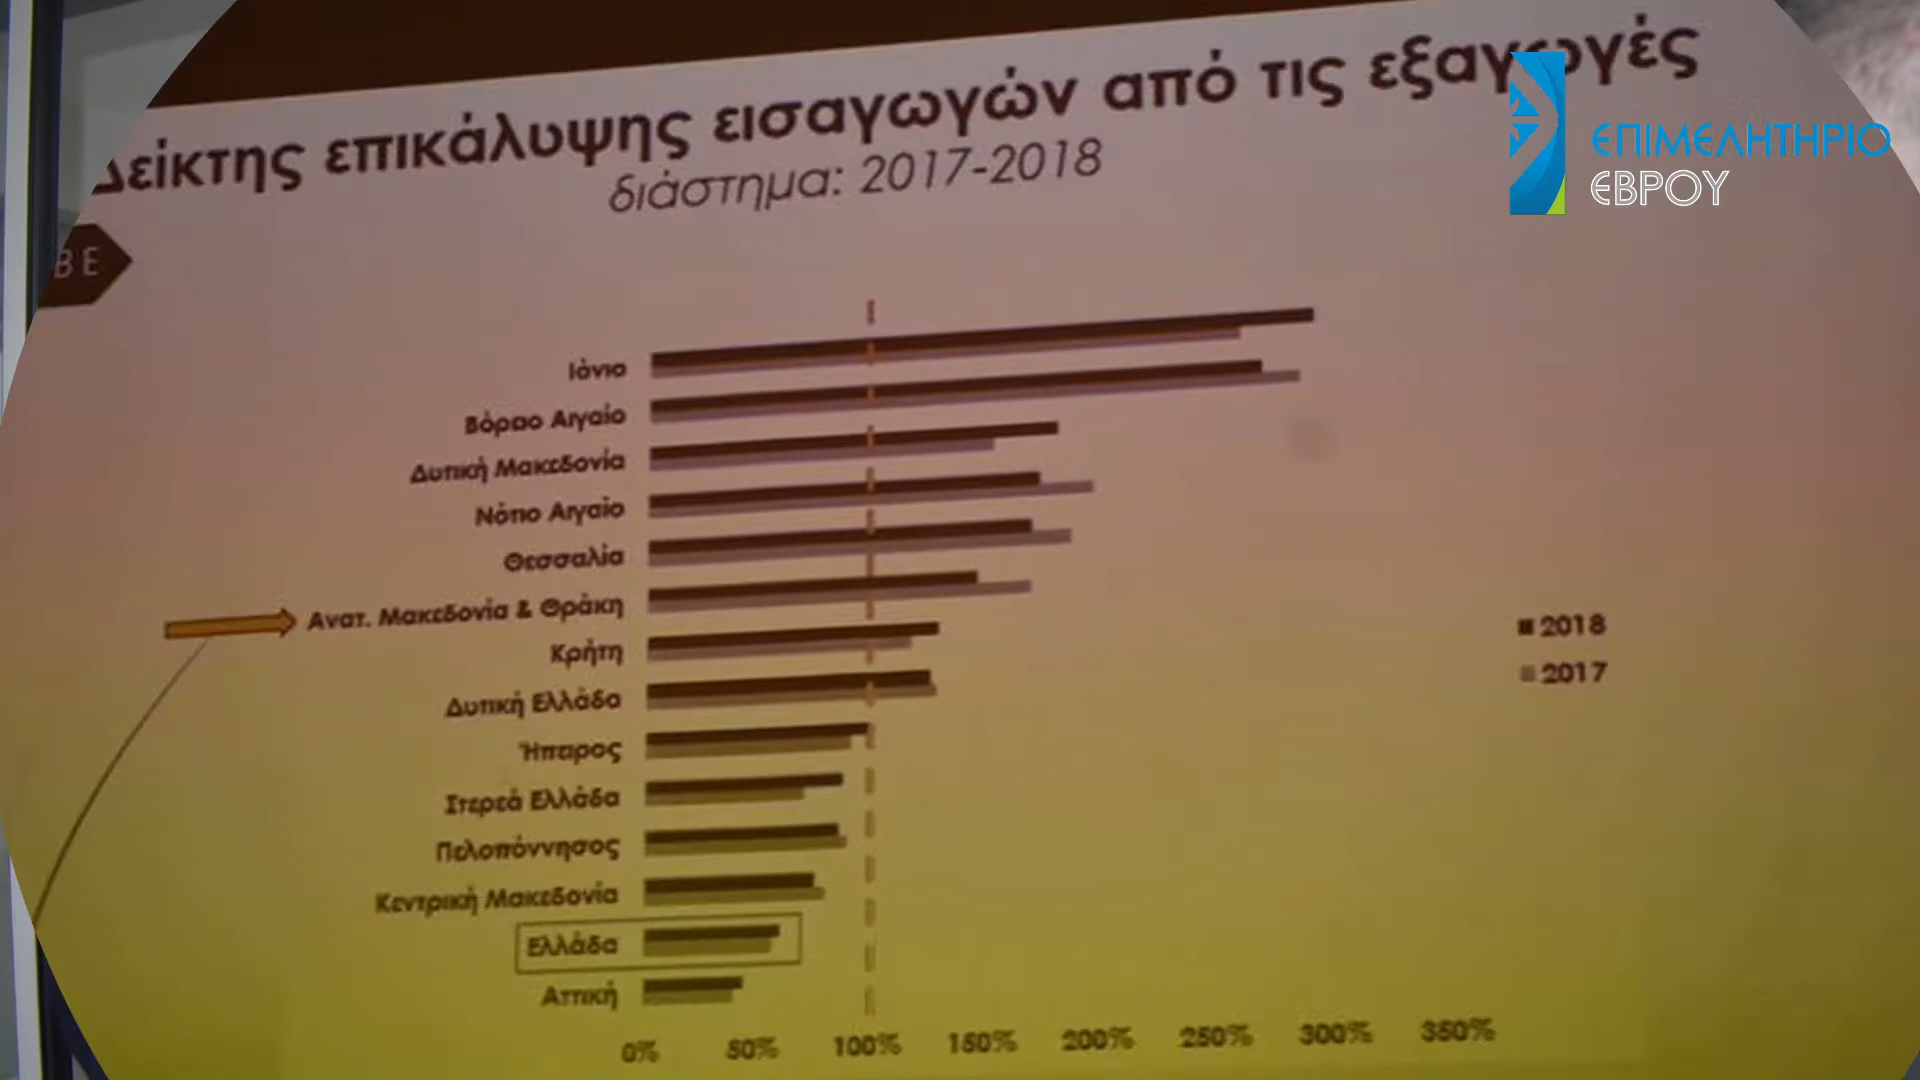 Δείκτης επικάλυψης εισαγωγών από τις εξαγωγές
διάστημα: 2017-2018
ΕΠΙΜΕΛΗΤΗΡΙΟ
ΕΒΡΟΥ
ΒΕ
Ιόνιο
Βόρειο Αιγαίο
Δυτική Μακεδονία
Νότιο Αιγαίο
Θεσσαλία
Ανατ. Μακεδονία & Θράκη
Κρήτη
Δυτική Ελλάδα
Ήπειρος
Στερεά Ελλάδα
Πελοπόννησος
Κεντρική Μακεδονία
Ελλάδα
Αττική
2018
2017
0% 50% 100% 150% 200% 250% 300% 350%